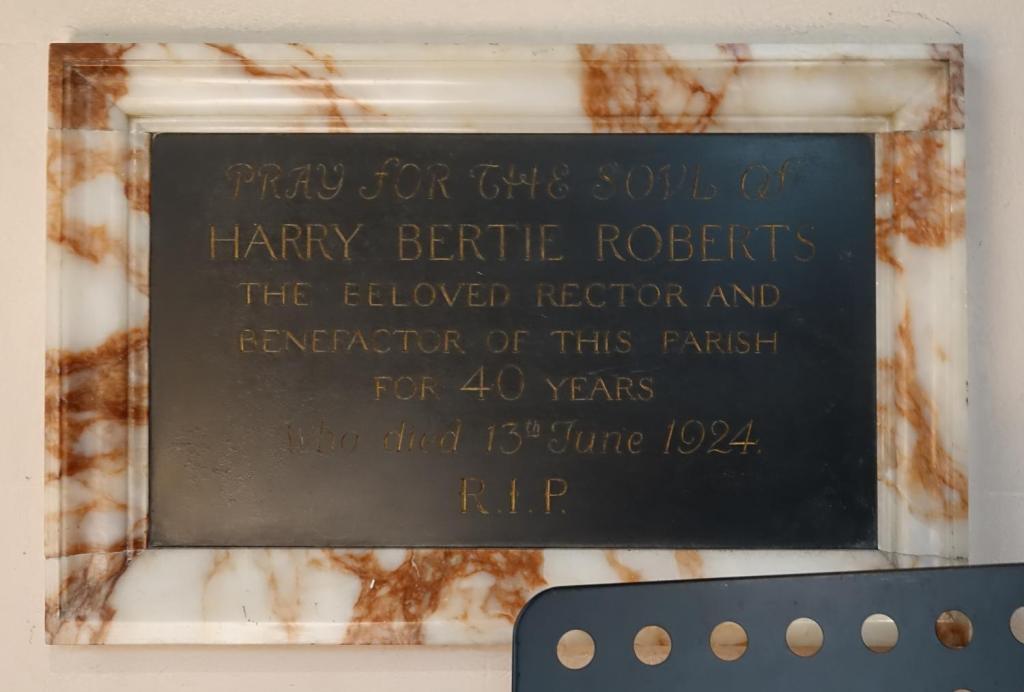 PRAY FOR THE SOUL OF
HARRY BERTIE ROBERTS
THE BELOVED RECTOR AND
BENEFACTOR OF THIS PARISH
FOR 40 YEARS
Who died 13th June 1924.
R.I.P.